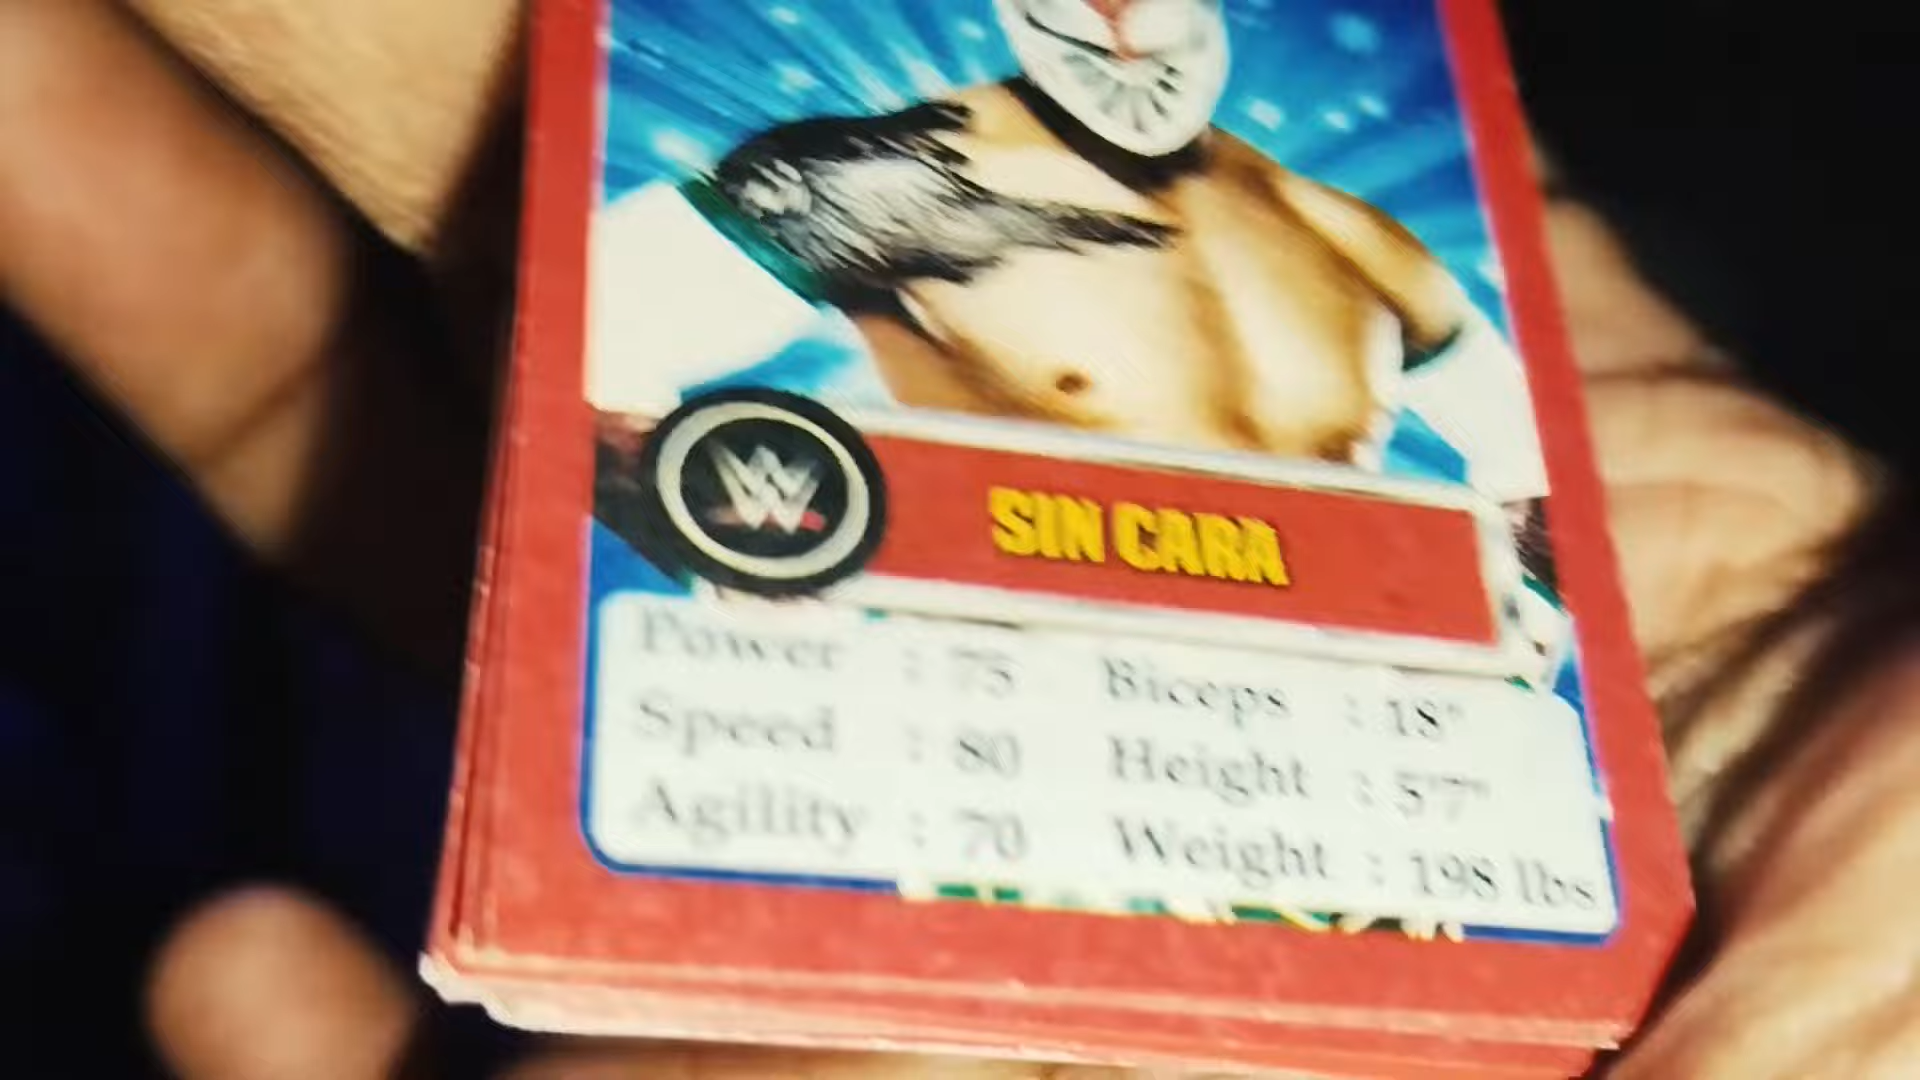 SIN CARA
Power : 75 Biceps : 18"
Speed : 80 Height : 5'7"
Agility : 70 Weight : 198 lbs